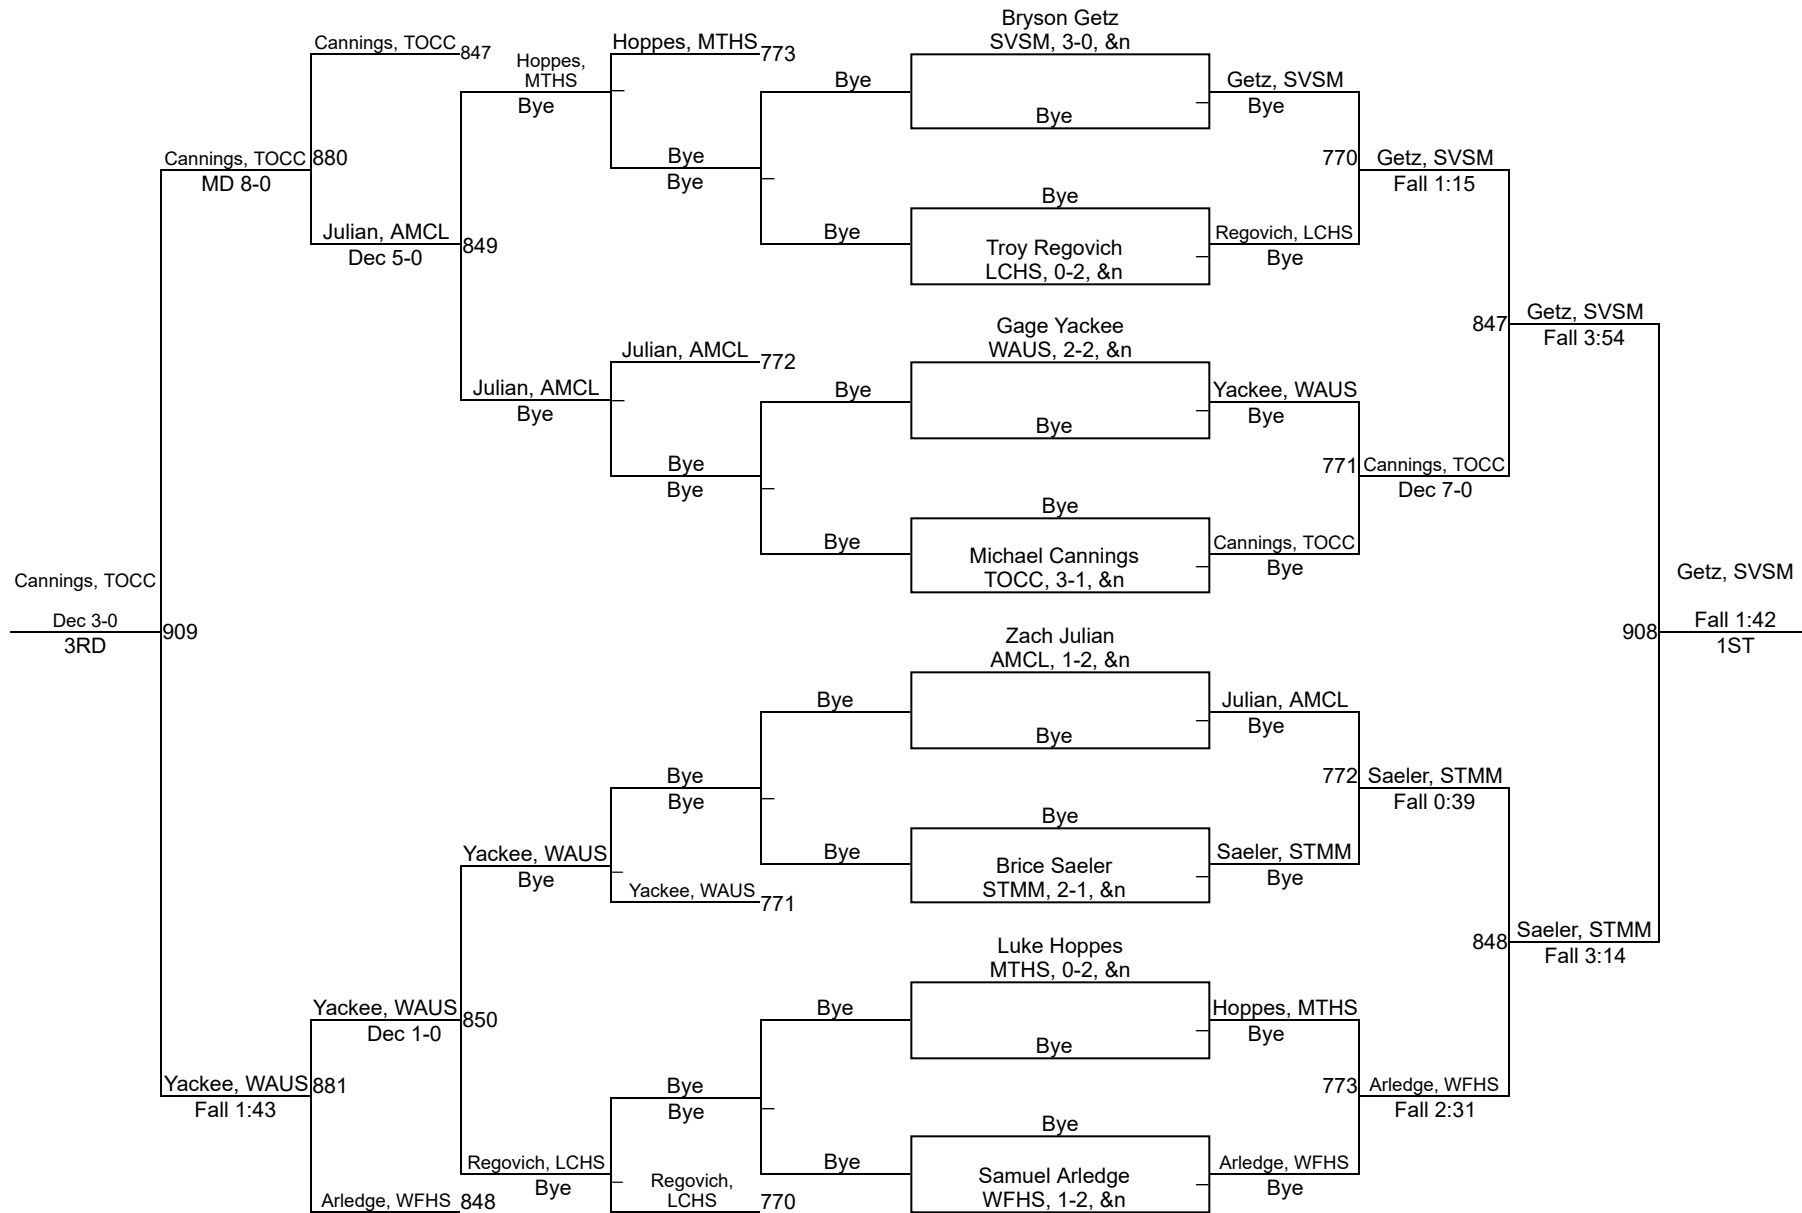 Bryson Getz
SVSM, 3-0, &n
Cannings, TOCC
847
Hoppes,
MTHS
Bye
Hoppes, MTHS
773
Bye
Bye
Getz, SVSM
Bye
Cannings, TOCC
MD 8-0
880
Bye
Bye
770
Getz, SVSM
Fall 1:15
Julian, AMCL
Dec 5-0
849
Bye
Bye
Troy Regovich
LCHS, 0-2, &n
Regovich, LCHS
Bye
Gage Yackee
WAUS, 2-2, &n
847
Getz, SVSM
Fall 3:54
Julian, AMCL
Bye
Julian, AMCL
772
Bye
Bye
Yackee, WAUS
Bye
Bye
Bye
771
Cannings, TOCC
Dec 7-0
Bye
Bye
Michael Cannings
TOCC, 3-1, &n
Cannings, TOCC
Bye
Cannings, TOCC
Dec 3-0
3RD
909
Getz, SVSM
908
Fall 1:42
1ST
Zach Julian
AMCL, 1-2, &n
Bye
Bye
Julian, AMCL
Bye
Bye
Bye
772
Saeler, STMM
Fall 0:39
Yackee, WAUS
Bye
Yackee, WAUS
771
Bye
Bye
Brice Saeler
STMM, 2-1, &n
Saeler, STMM
Bye
848
Saeler, STMM
Fall 3:14
Luke Hoppes
MTHS, 0-2, &n
Yackee, WAUS
Dec 1-0
850
Bye
Bye
Hoppes, MTHS
Bye
Yackee, WAUS
Fall 1:43
881
Bye
Bye
773
Arledge, WFHS
Fall 2:31
Regovich, LCHS
Bye
Bye
Bye
Samuel Arledge
WFHS, 1-2, &n
Arledge, WFHS
Bye
Arledge, WFHS
848
Regovich,
LCHS
770